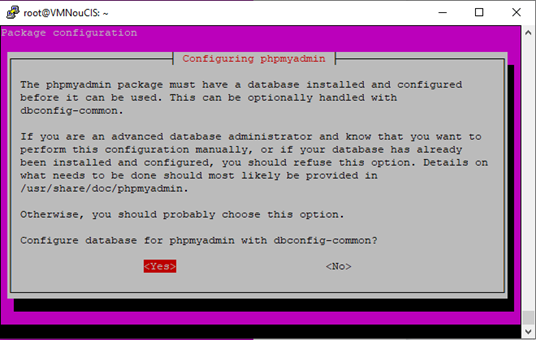 root@VMNouCIS: ~
Package configuration
Configuring phpmyadmin
The phpmyadmin package must have a database installed and configured
before it can be used. This can be optionally handled with
dbconfig-common.
If you are an advanced database administrator and know that you want to
perform this configuration manually, or if your database has already
been installed and configured, you should refuse this option. Details on
what needs to be done should most likely be provided in
/usr/share/doc/phpmyadmin.
Otherwise, you should probably choose this option.
Configure database for phpmyadmin with dbconfig-common?
<Yes> <No>